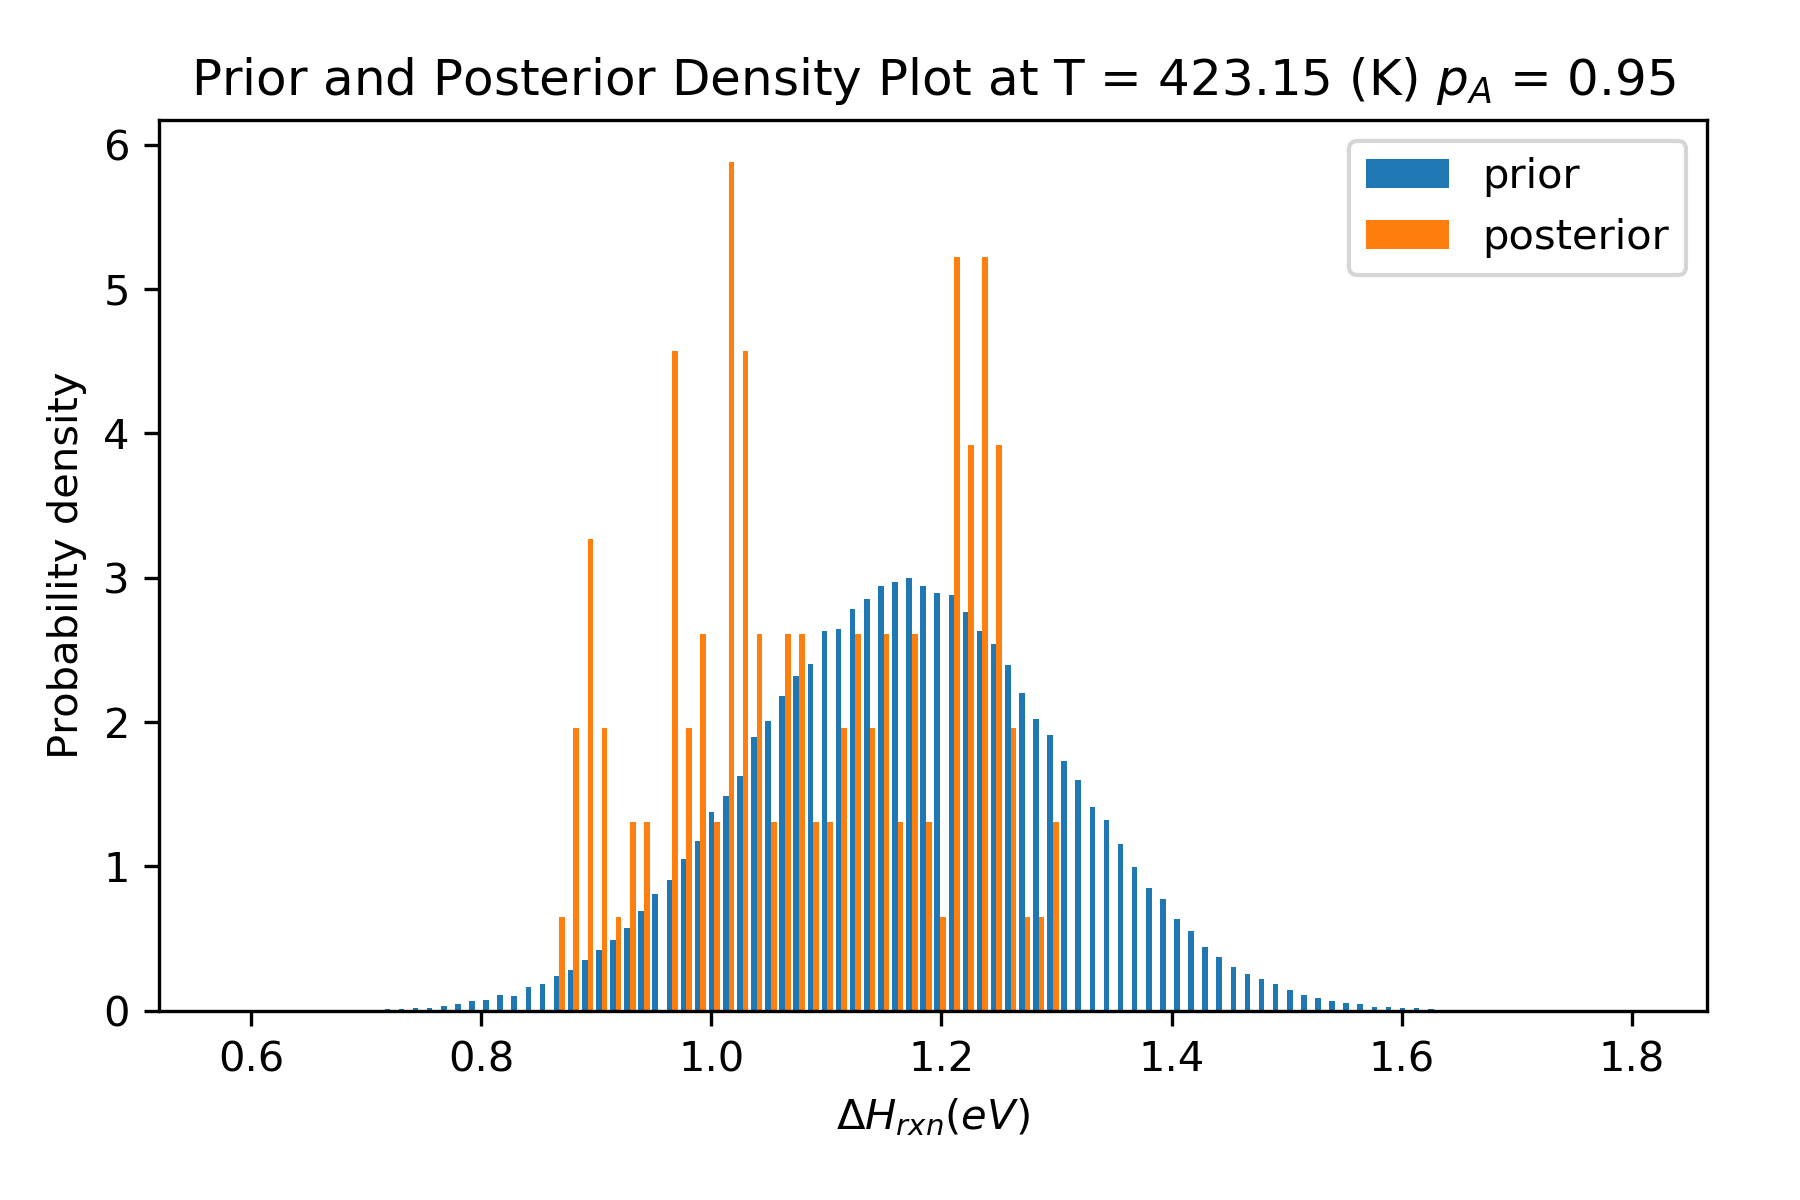 Prior and Posterior Density Plot at T = 423.15 (K) p_A = 0.95
prior
posterior
Probability density
6
5
4
3
2
1
0
0.6 0.8 1.0 1.2 1.4 1.6 1.8
ΔH_rxn(eV)